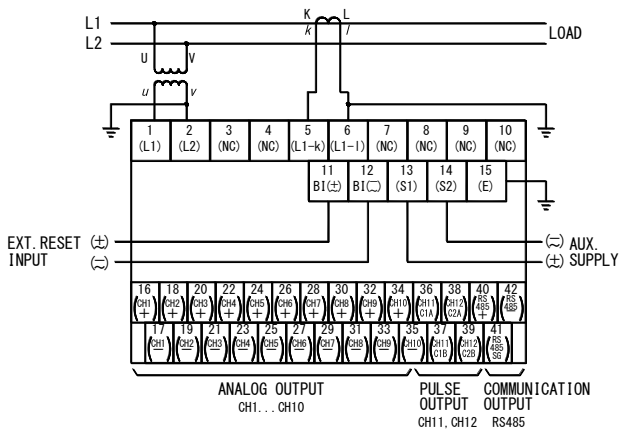 K L
L1 k l
L2 LOAD
U V
u v
1 2 3 4 5 6 7 8 9 10
(L1) (L2) (NC) (NC) (L1-k) (L1-l) (NC) (NC) (NC) (NC)
11 12 13 14 15
BI(±) BI(⎓) (S1) (S2) (E)
EXT. RESET (±) (⎓) AUX.
INPUT (⎓) (±) SUPPLY
16 18 20 22 24 26 28 30 32 34 36 38 40 42
(CH1 +) (CH2 +) (CH3 +) (CH4 +) (CH5 +) (CH6 +) (CH7 +) (CH8 +) (CH9 +) (CH10 +) (CH11 C1A) (CH12 C2A) (RS 485 +) (RS 485 −)
17 19 21 23 25 27 29 31 33 35 37 39 41
(CH1 −) (CH2 −) (CH3 −) (CH4 −) (CH5 −) (CH6 −) (CH7 −) (CH8 −) (CH9 −) (CH10 −) (CH11 C1B) (CH12 C2B) (RS 485 SG)
ANALOG OUTPUT PULSE COMMUNICATION
CH1...CH10 OUTPUT OUTPUT
CH11, CH12 RS485